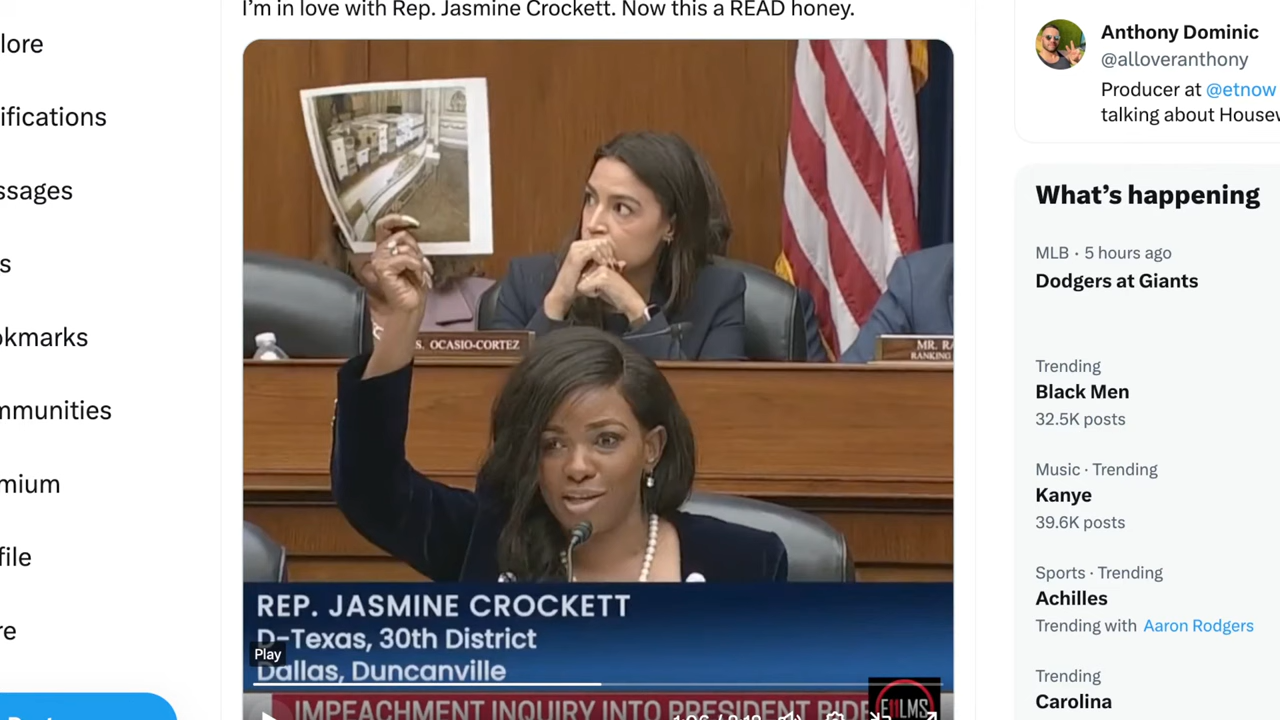 I'm in love with Rep. Jasmine Crockett. Now this a READ honey.
lore
ifications
ssages
s
okmarks
mmunities
mium
file
re
S. OCASIO-CORTEZ
MR. RA
RANKING
REP. JASMINE CROCKETT
D-Texas, 30th District
Play
Dallas, Duncanville
IMPEACHMENT INQUIRY INTO PRESIDENT BIDE
Anthony Dominic
@alloveranthony
Producer at @etnow
talking about Housew
What's happening
MLB · 5 hours ago
Dodgers at Giants
Trending
Black Men
32.5K posts
Music · Trending
Kanye
39.6K posts
Sports · Trending
Achilles
Trending with Aaron Rodgers
Trending
Carolina